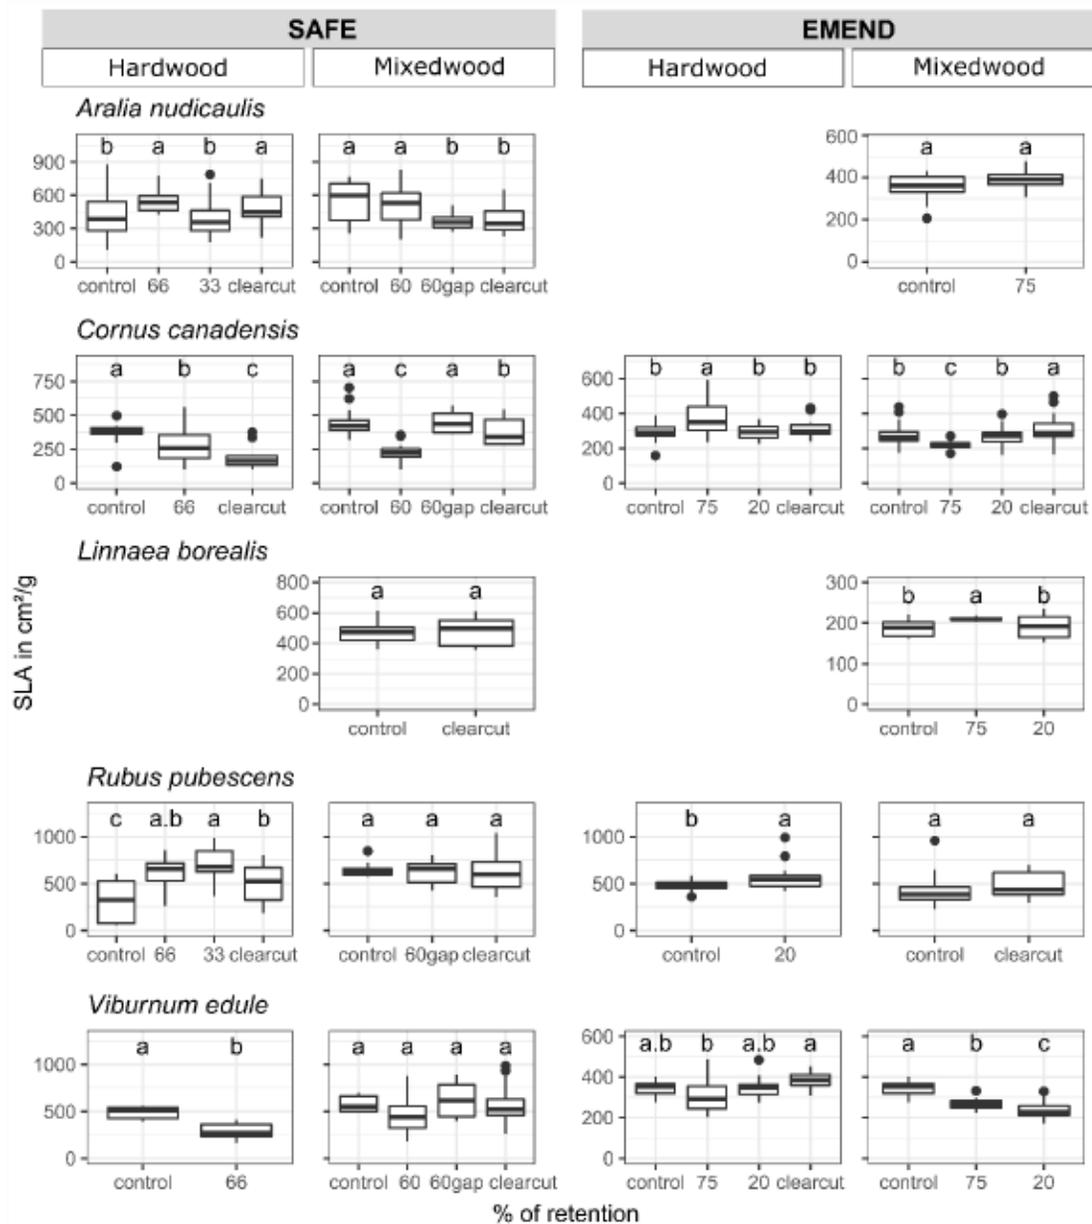 SAFE EMEND
Hardwood Mixedwood Hardwood Mixedwood
Aralia nudicaulis
b a b a a a b b a a
900 600 300 0
600 400 200 0
control 66 33 clearcut control 60 60gap clearcut control 75
Cornus canadensis
a b c a c a b b a b b b c b a
750 500 250 0
600 400 200 0
control 66 clearcut control 60 60gap clearcut control 75 20 clearcut control 75 20 clearcut
Linnaea borealis
a a b a b
800 600 400 200 0
300 200 100 0
control clearcut control 75 20
SLA in cm²/g
Rubus pubescens
c a.b a b a a a b a a a
1000 500 0
1000 500 0
control 66 33 clearcut control 60gap clearcut control 20 control clearcut
Viburnum edule
a b a a a a a.b b a.b a a b c
1000 500 0
600 400 200 0
control 66 control 60 60gap clearcut control 75 20 clearcut control 75 20
% of retention